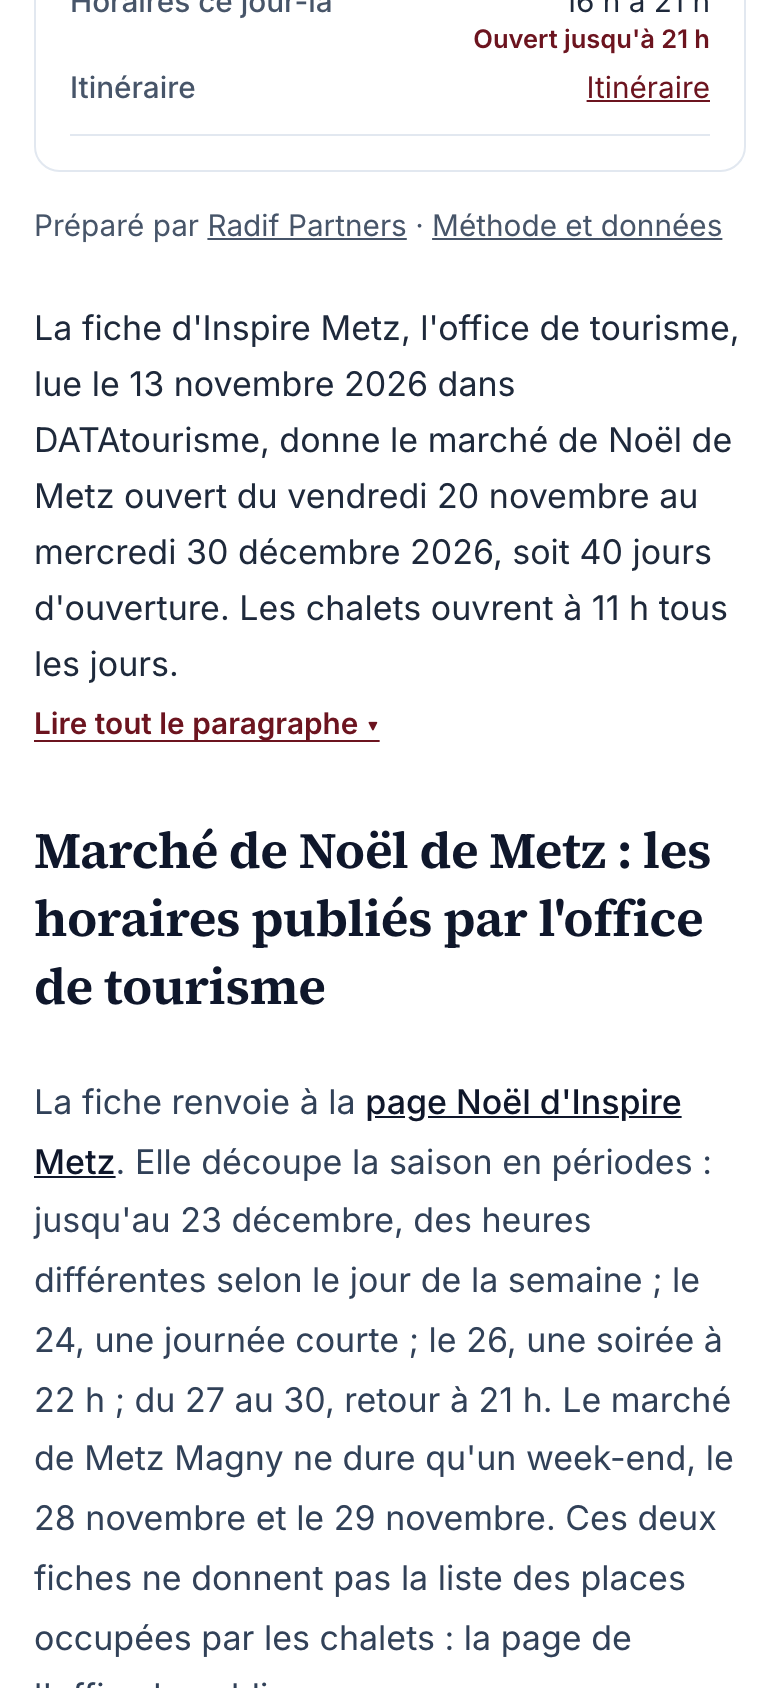 Horaires ce jour-là 16 h à 21 h
Ouvert jusqu'à 21 h
Itinéraire Itinéraire
Préparé par Radif Partners · Méthode et données
La fiche d'Inspire Metz, l'office de tourisme,
lue le 13 novembre 2026 dans
DATAtourisme, donne le marché de Noël de
Metz ouvert du vendredi 20 novembre au
mercredi 30 décembre 2026, soit 40 jours
d'ouverture. Les chalets ouvrent à 11 h tous
les jours.
Lire tout le paragraphe ▾
Marché de Noël de Metz : les
horaires publiés par l'office
de tourisme
La fiche renvoie à la page Noël d'Inspire
Metz. Elle découpe la saison en périodes :
jusqu'au 23 décembre, des heures
différentes selon le jour de la semaine ; le
24, une journée courte ; le 26, une soirée à
22 h ; du 27 au 30, retour à 21 h. Le marché
de Metz Magny ne dure qu'un week-end, le
28 novembre et le 29 novembre. Ces deux
fiches ne donnent pas la liste des places
occupées par les chalets : la page de